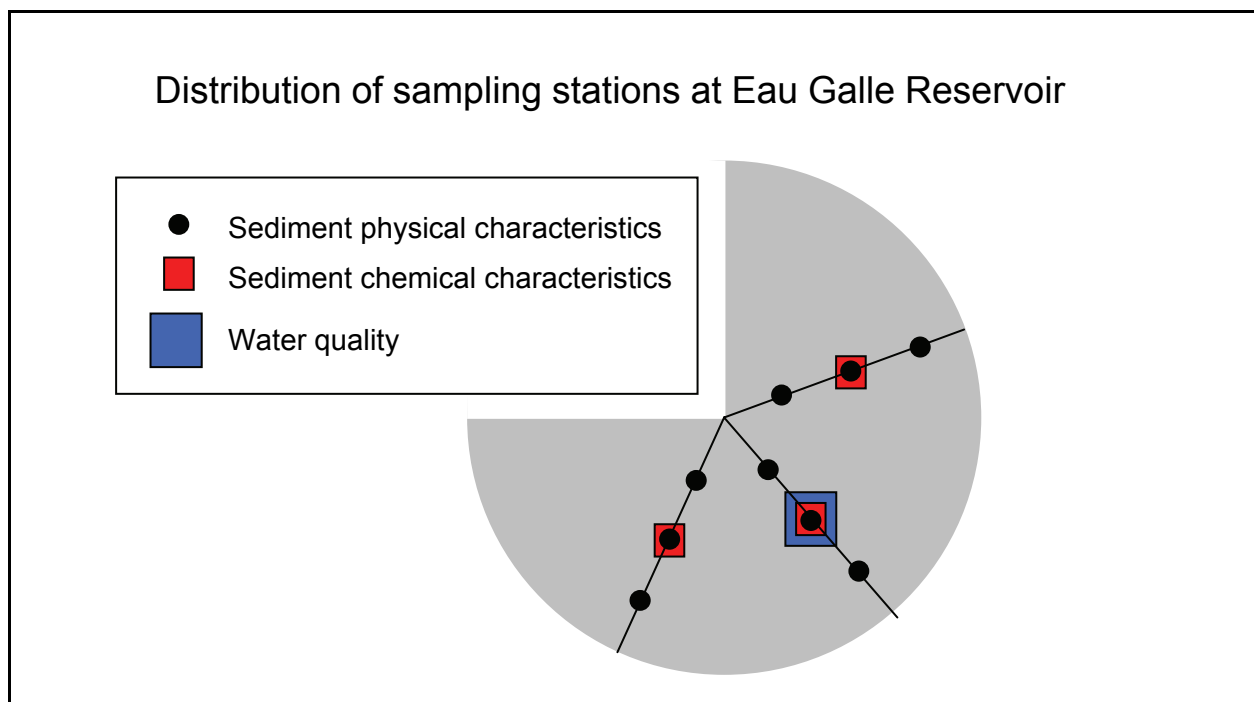 Distribution of sampling stations at Eau Galle Reservoir
Sediment physical characteristics
Sediment chemical characteristics
Water quality